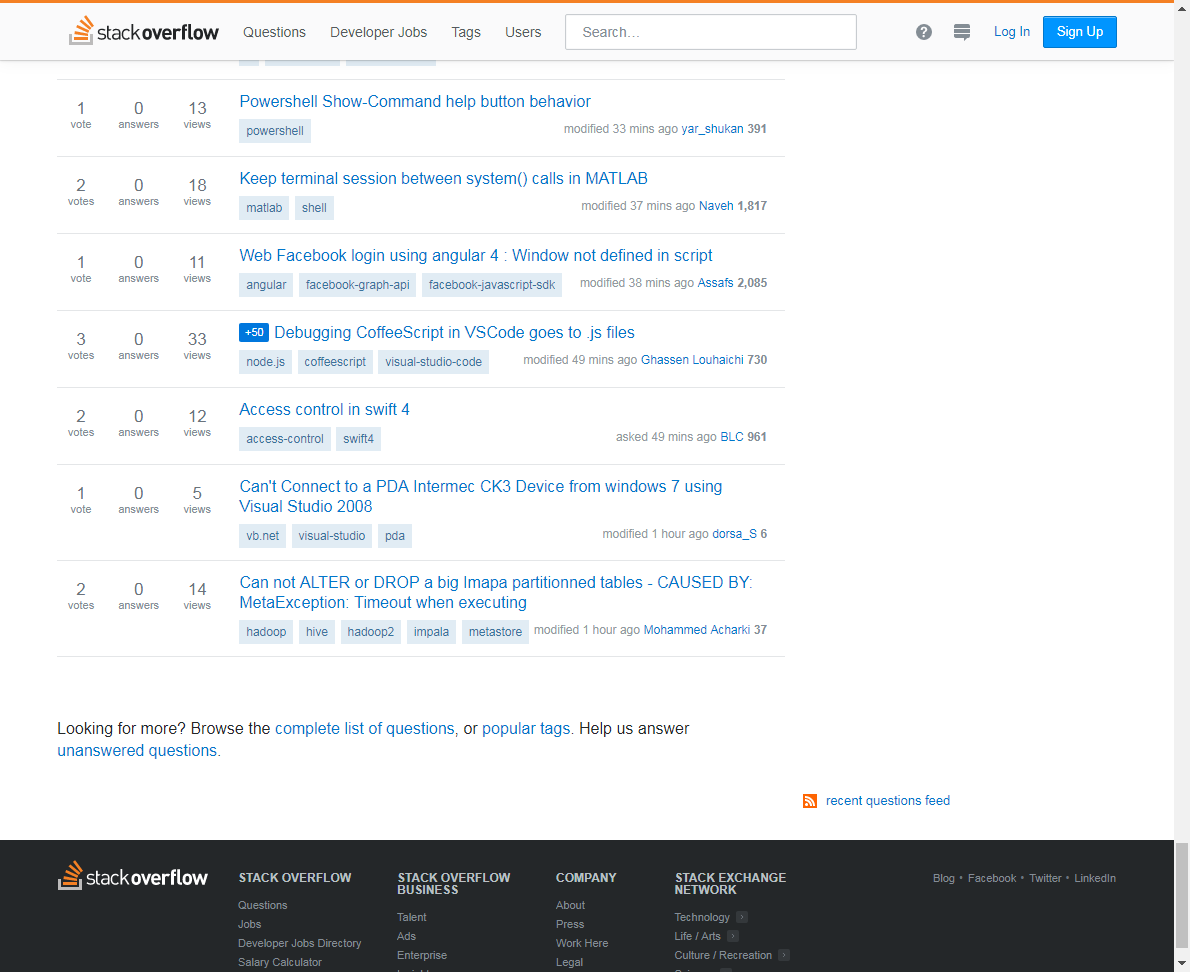 stackoverflow Questions Developer Jobs Tags Users Search… Log In Sign Up
1 0 13 Powershell Show-Command help button behavior
vote answers views powershell modified 33 mins ago yar_shukan 391
2 0 18 Keep terminal session between system() calls in MATLAB
votes answers views matlab shell modified 37 mins ago Naveh 1,817
1 0 11 Web Facebook login using angular 4 : Window not defined in script
vote answers views angular facebook-graph-api facebook-javascript-sdk modified 38 mins ago Assafs 2,085
3 0 33 +50 Debugging CoffeeScript in VSCode goes to .js files
votes answers views node.js coffeescript visual-studio-code modified 49 mins ago Ghassen Louhaichi 730
2 0 12 Access control in swift 4
votes answers views access-control swift4 asked 49 mins ago BLC 961
1 0 5 Can't Connect to a PDA Intermec CK3 Device from windows 7 using
vote answers views Visual Studio 2008
vb.net visual-studio pda modified 1 hour ago dorsa_S 6
2 0 14 Can not ALTER or DROP a big Imapa partitionned tables - CAUSED BY:
votes answers views MetaException: Timeout when executing
hadoop hive hadoop2 impala metastore modified 1 hour ago Mohammed Acharki 37
Looking for more? Browse the complete list of questions, or popular tags. Help us answer
unanswered questions.
recent questions feed
stackoverflow
STACK OVERFLOW
Questions
Jobs
Developer Jobs Directory
Salary Calculator
STACK OVERFLOW
BUSINESS
Talent
Ads
Enterprise
COMPANY
About
Press
Work Here
Legal
STACK EXCHANGE
NETWORK
Technology
Life / Arts
Culture / Recreation
Blog • Facebook • Twitter • LinkedIn